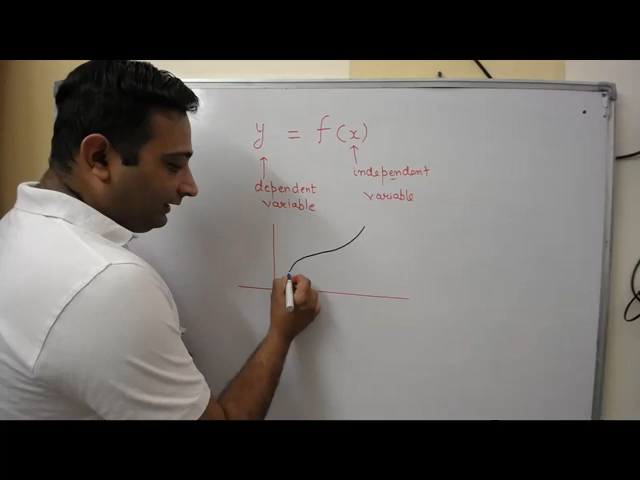 y = f(x)
dependent
variable
independent
variable